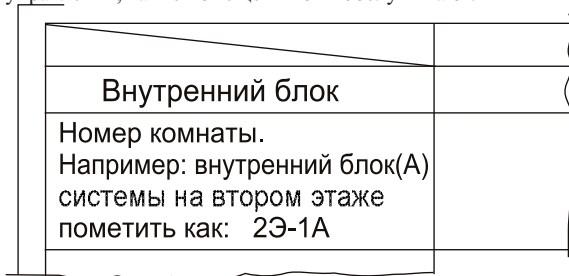 Внутренний блок
Номер комнаты.
Например: внутренний блок(А)
системы на втором этаже
пометить как: 2Э-1А